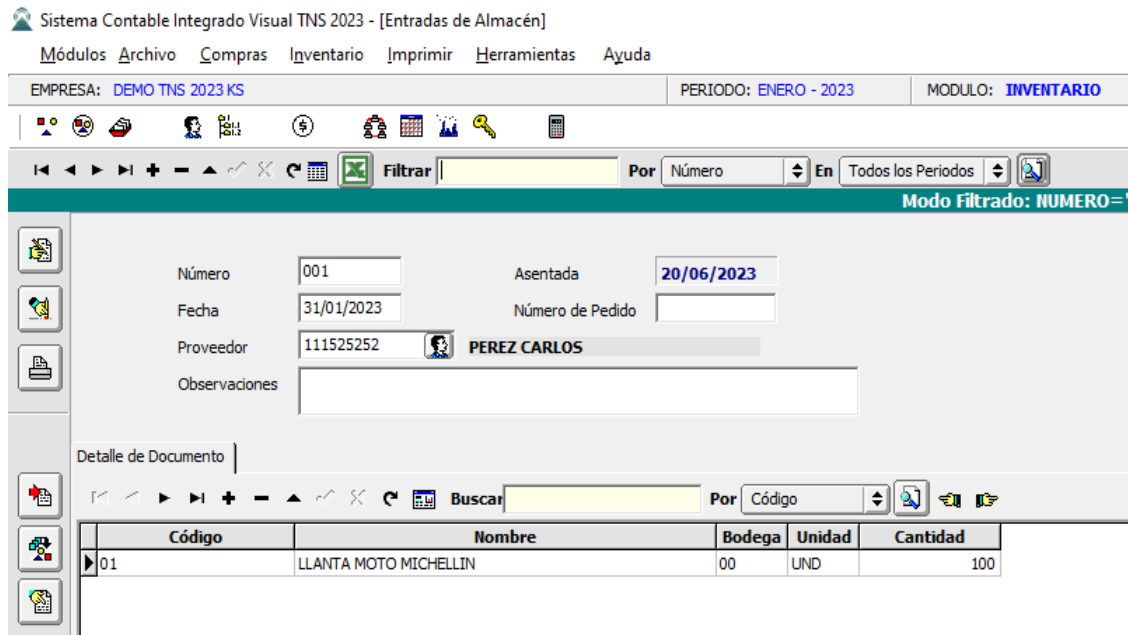 Sistema Contable Integrado Visual TNS 2023 - [Entradas de Almacén]
Módulos Archivo Compras Inventario Imprimir Herramientas Ayuda
EMPRESA: DEMO TNS 2023 KS PERIODO: ENERO - 2023 MODULO: INVENTARIO
Filtrar Por Número En Todos los Periodos
Modo Filtrado: NUMERO='
Número 001 Asentada 20/06/2023
Fecha 31/01/2023 Número de Pedido
Proveedor 111525252 PEREZ CARLOS
Observaciones
Detalle de Documento
Buscar Por Código
Código Nombre Bodega Unidad Cantidad
01 LLANTA MOTO MICHELLIN 00 UND 100